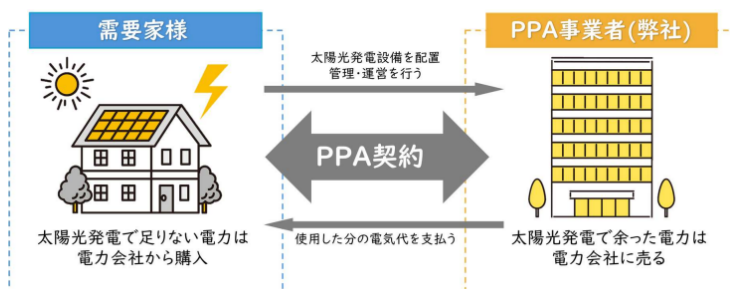 需要家様
PPA事業者(弊社)
太陽光発電設備を配置
管理・運営を行う
PPA契約
使用した分の電気代を支払う
太陽光発電で足りない電力は
電力会社から購入
太陽光発電で余った電力は
電力会社に売る